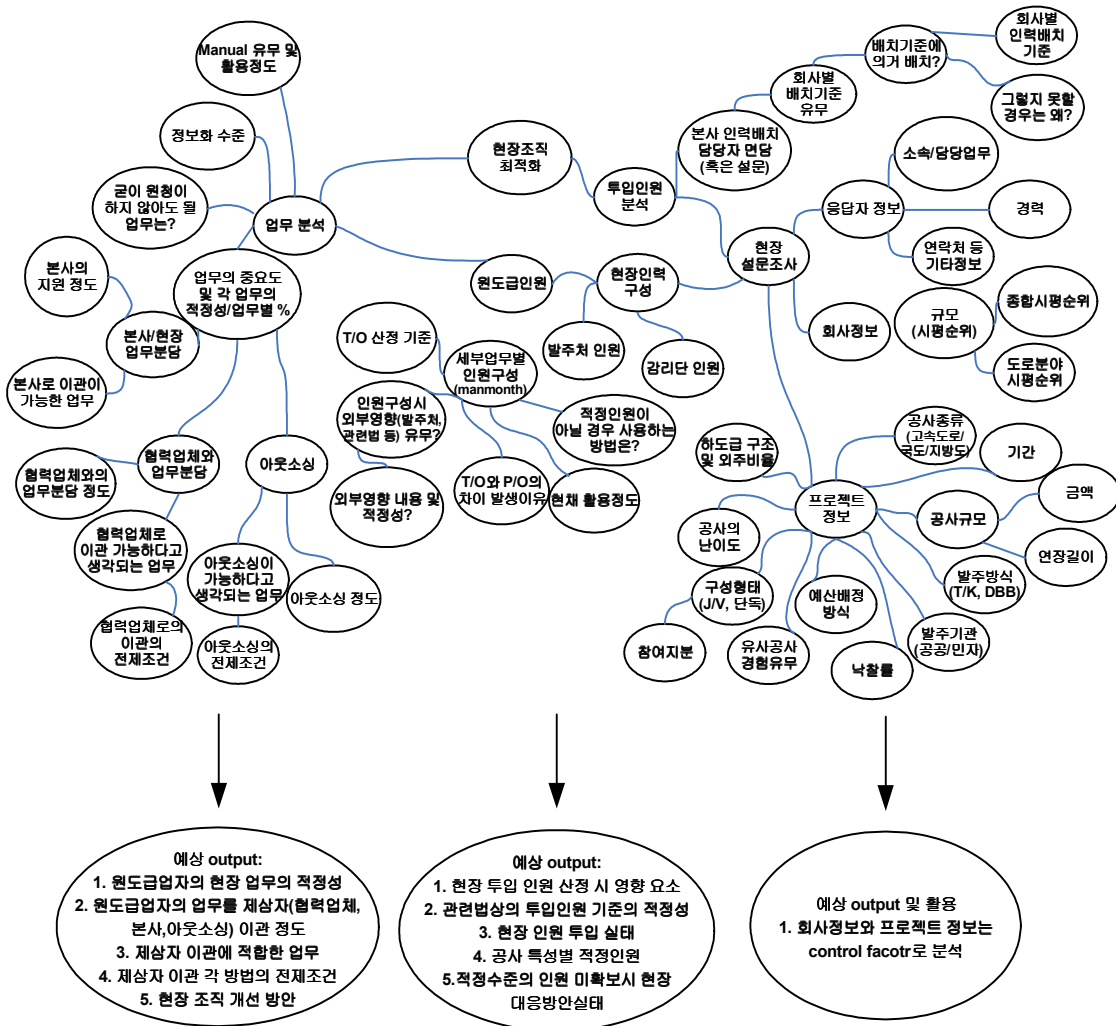 Manual 유무 및
활용정도
정보화 수준
굳이 원청이
하지 않아도 될
업무는?
업무 분석
본사의
지원 정도
업무의 중요도
및 각 업무의
적정성/업무별 %
본사/현장
업무분담
본사로 이관이
가능한 업무
협력업체와
업무분담
협력업체와의
업무분담 정도
협력업체로
이관 가능하다고
생각되는 업무
협력업체로의
이관의
전제조건
아웃소싱
아웃소싱이
가능하다고
생각되는 업무
아웃소싱 정도
아웃소싱의
전제조건
현장조직
최적화
투입인원
분석
본사 인력배치
담당자 면담
(혹은 설문)
회사별
배치기준
유무
배치기준에
의거 배치?
회사별
인력배치
기준
그렇지 못할
경우는 왜?
현장
설문조사
응답자 정보
소속/담당업무
경력
연락처 등
기타정보
회사정보
규모
(시평순위)
종합시평순위
도로분야
시평순위
원도급인원
현장인력
구성
발주처 인원
감리단 인원
T/O 산정 기준
세부업무별
인원구성
(manmonth)
인원구성시
외부영향(발주처,
관련법 등) 유무?
외부영향 내용 및
적정성?
T/O와 P/O의
차이 발생이유
현채 활용정도
적정인원이
아닐 경우 사용하는
방법은?
프로젝트
정보
하도급 구조
및 외주비율
공사종류
(고속도로/
국도/지방도)
기간
공사규모
금액
연장길이
공사의
난이도
구성형태
(J/V, 단독)
참여지분
유사공사
경험유무
예산배정
방식
낙찰률
발주기관
(공공/민자)
발주방식
(T/K, DBB)
예상 output:
1. 원도급업자의 현장 업무의 적정성
2. 원도급업자의 업무를 제삼자(협력업체,
본사,아웃소싱) 이관 정도
3. 제삼자 이관에 적합한 업무
4. 제삼자 이관 각 방법의 전제조건
5. 현장 조직 개선 방안
예상 output:
1. 현장 투입 인원 산정 시 영향 요소
2. 관련법상의 투입인원 기준의 적정성
3. 현장 인원 투입 실태
4. 공사 특성별 적정인원
5.적정수준의 인원 미확보시 현장
대응방안실태
예상 output 및 활용
1. 회사정보와 프로젝트 정보는
control facotr로 분석